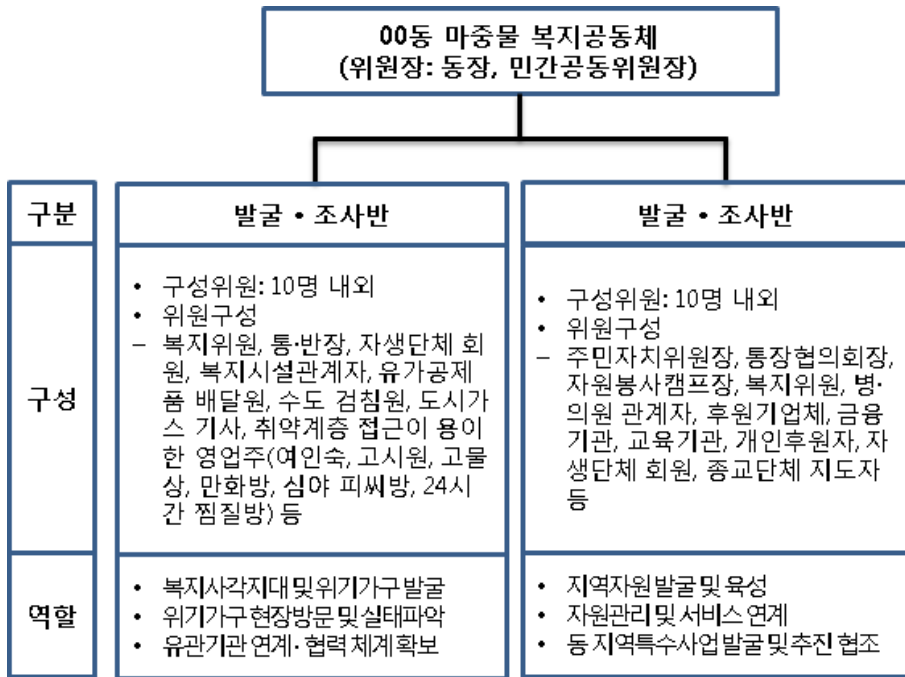 00동 마중물 복지공동체
(위원장: 동장, 민간공동위원장)
구분
발굴 • 조사반
발굴 • 조사반
구성
• 구성위원: 10명 내외
• 위원구성
– 복지위원, 통·반장, 자생단체 회
원, 복지시설관계자, 유가공제
품 배달원, 수도 검침원, 도시가
스 기사, 취약계층 접근이 용이
한 영업주(여인숙, 고시원, 고물
상, 만화방, 심야 피씨방, 24시
간 찜질방) 등
• 구성위원: 10명 내외
• 위원구성
– 주민자치위원장, 통장협의회장,
자원봉사캠프장, 복지위원, 병·
의원 관계자, 후원기업체, 금융
기관, 교육기관, 개인후원자, 자
생단체 회원, 종교단체 지도자
등
역할
• 복지사각지대 및 위기가구 발굴
• 위기가구 현장방문 및 실태파악
• 유관기관 연계·협력 체계 확보
• 지역자원 발굴 및 육성
• 자원관리 및 서비스 연계
• 동 지역특수사업 발굴 및 추진 협조